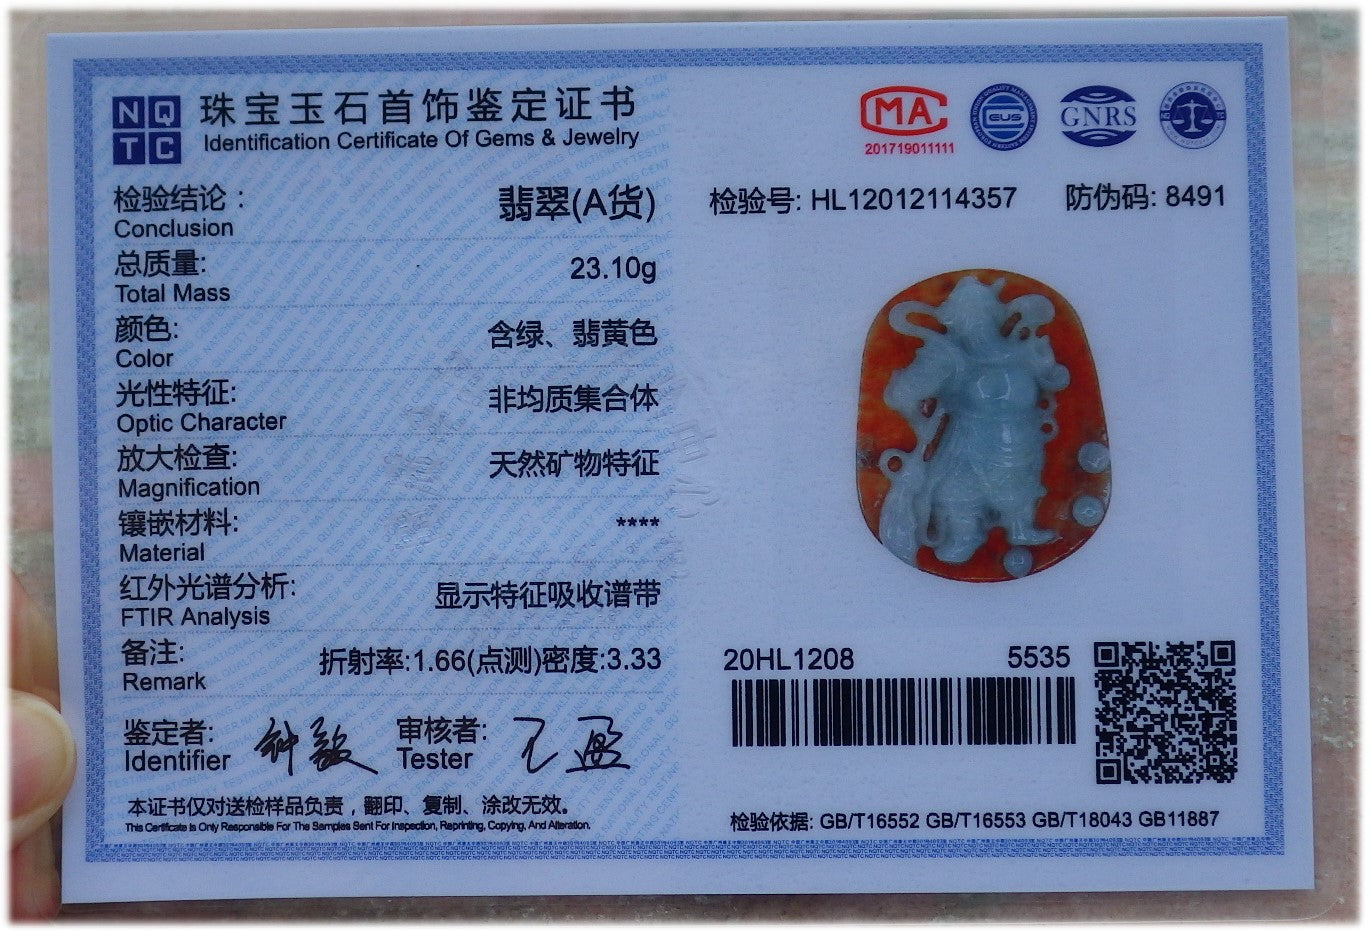 NQTC
珠宝玉石首饰鉴定证书
Identification Certificate Of Gems & Jewelry
MA
201719011111
GNRS
检验结论： 翡翠(A货)
Conclusion
总质量: 23.10g
Total Mass
颜色: 含绿、翡黄色
Color
光性特征: 非均质集合体
Optic Character
放大检查: 天然矿物特征
Magnification
镶嵌材料: ****
Material
红外光谱分析: 显示特征吸收谱带
FTIR Analysis
备注: 折射率:1.66(点测)密度:3.33
Remark
鉴定者: 钟敏 审核者:
Identifier Tester
本证书仅对送检样品负责，翻印、复制、涂改无效。
This Certificate Is Only Responsible For The Samples Sent For Inspection, Reprinting, Copying, And Alteration.
检验号: HL12012114357 防伪码: 8491
20HL1208 5535
检验依据: GB/T16552 GB/T16553 GB/T18043 GB11887